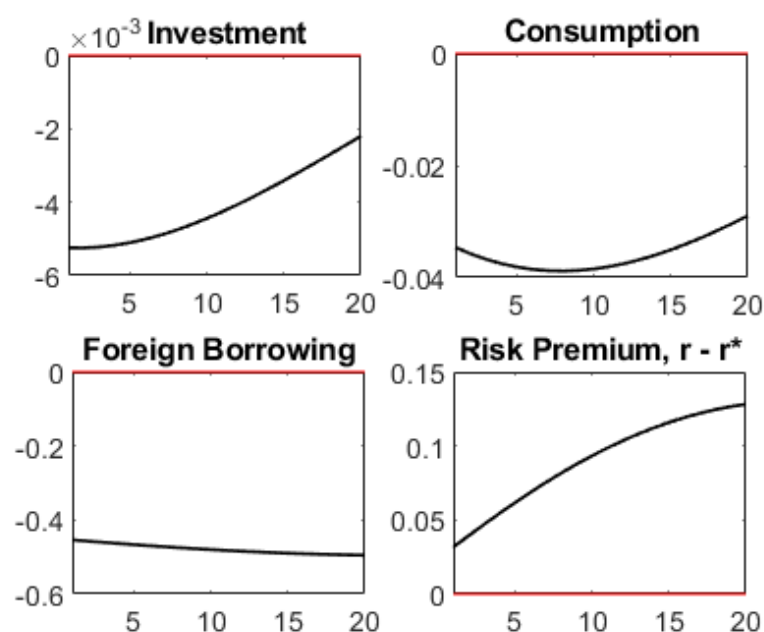 ×10⁻³ Investment
0
-2
-4
-6
5 10 15 20
Consumption
0
-0.02
-0.04
5 10 15 20
Foreign Borrowing
0
-0.2
-0.4
-0.6
5 10 15 20
Risk Premium, r - r*
0.15
0.1
0.05
0
5 10 15 20